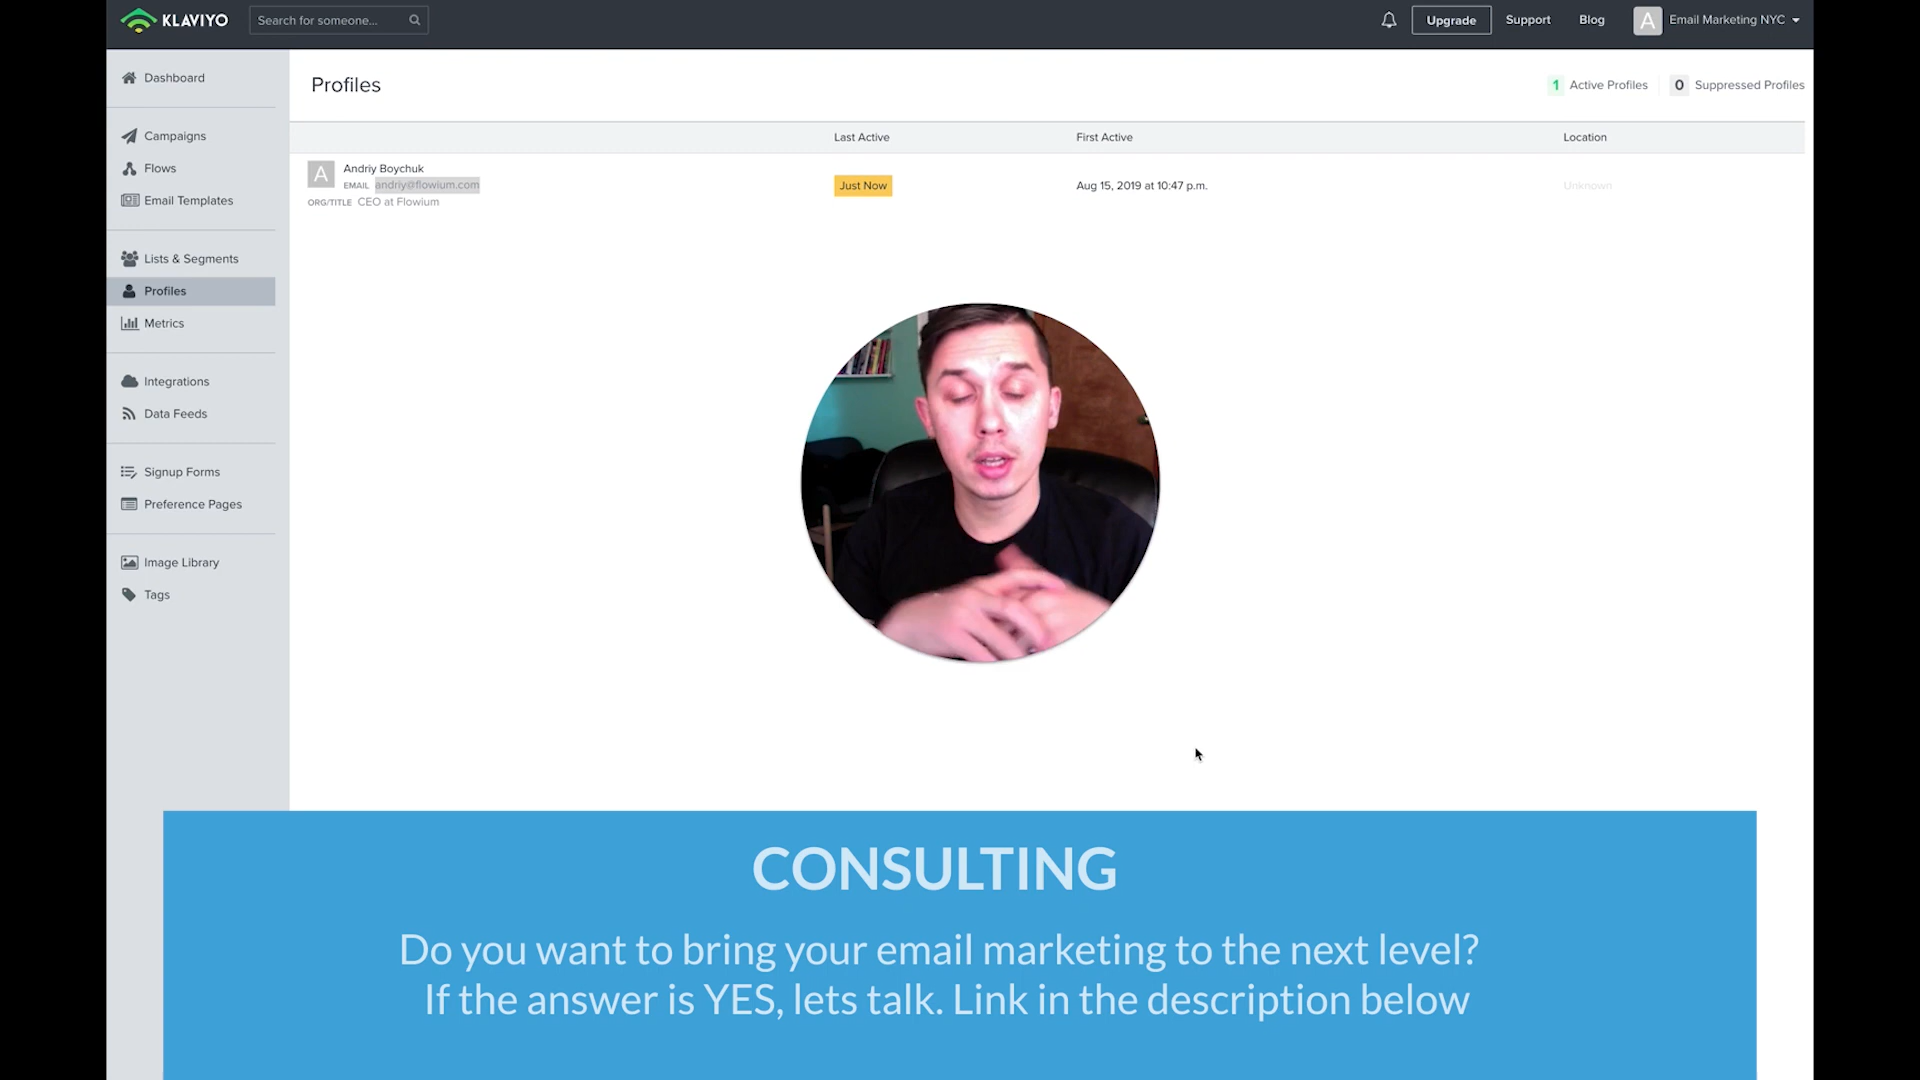 KLAVIYO
Search for someone...
Upgrade
Support
Blog
A
Email Marketing NYC
Dashboard
Campaigns
Flows
Email Templates
Lists & Segments
Profiles
Metrics
Integrations
Data Feeds
Signup Forms
Preference Pages
Image Library
Tags
Profiles
1 Active Profiles
0 Suppressed Profiles
Last Active
First Active
Location
A
Andriy Boychuk
EMAIL andriy@flowium.com
ORG/TITLE CEO at Flowium
Just Now
Aug 15, 2019 at 10:47 p.m.
Unknown
CONSULTING
Do you want to bring your email marketing to the next level?
If the answer is YES, lets talk. Link in the description below